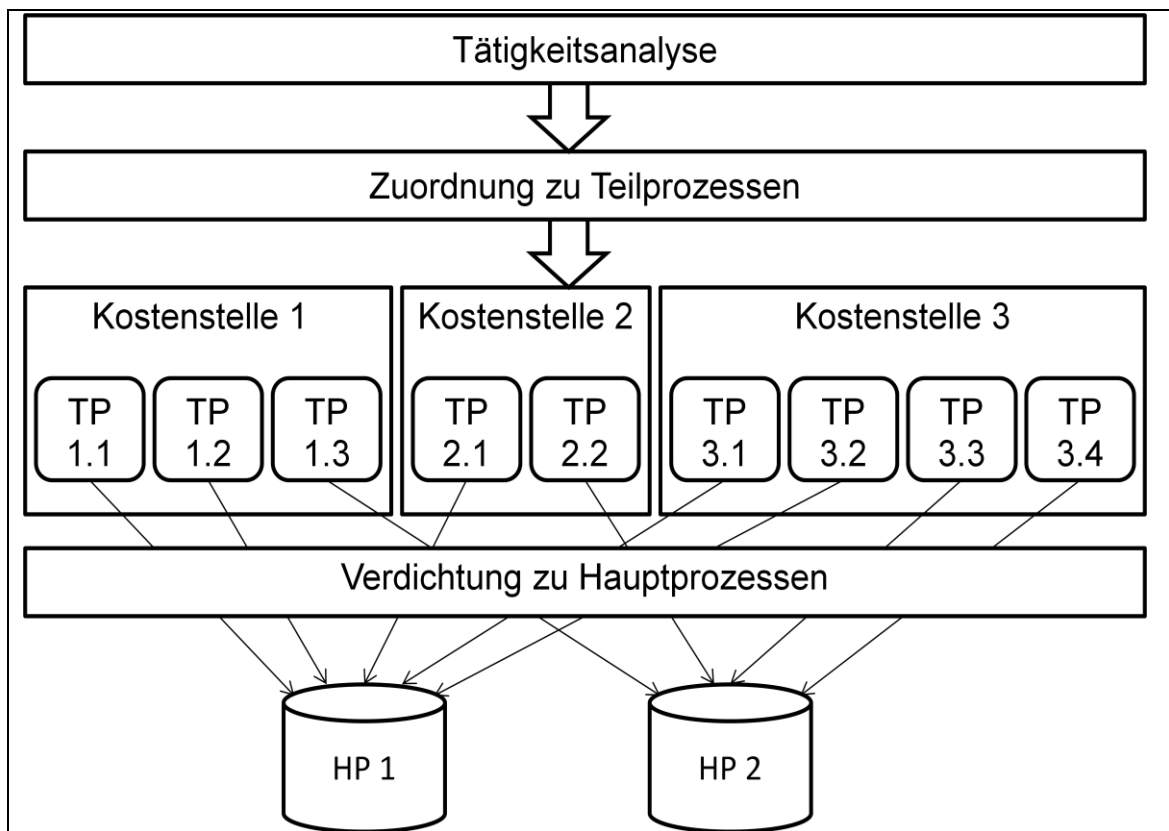 Tätigkeitsanalyse
Zuordnung zu Teilprozessen
Kostenstelle 1
TP
1.1
TP
1.2
TP
1.3
Kostenstelle 2
TP
2.1
TP
2.2
Kostenstelle 3
TP
3.1
TP
3.2
TP
3.3
TP
3.4
Verdichtung zu Hauptprozessen
HP 1
HP 2